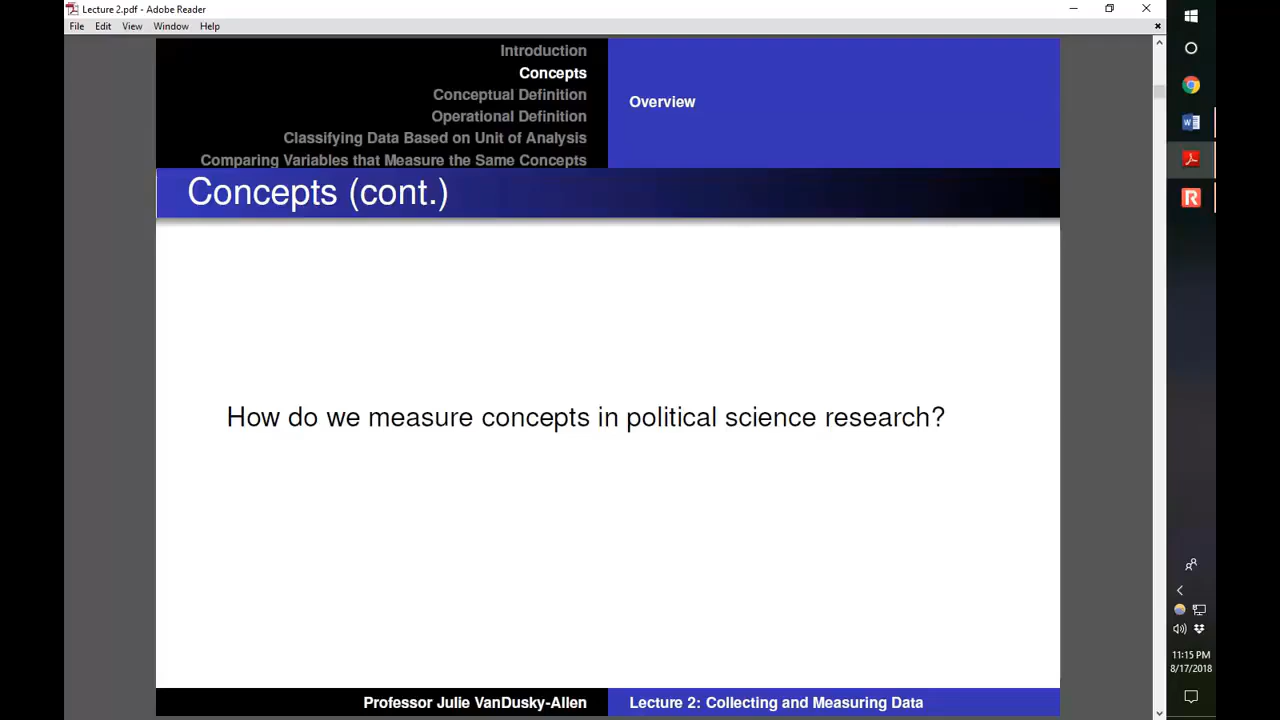 Lecture 2.pdf - Adobe Reader
File Edit View Window Help
Introduction
Concepts
Conceptual Definition
Operational Definition
Classifying Data Based on Unit of Analysis
Comparing Variables that Measure the Same Concepts
Overview
Concepts (cont.)
How do we measure concepts in political science research?
Professor Julie VanDusky-Allen
Lecture 2: Collecting and Measuring Data
11:15 PM
8/17/2018